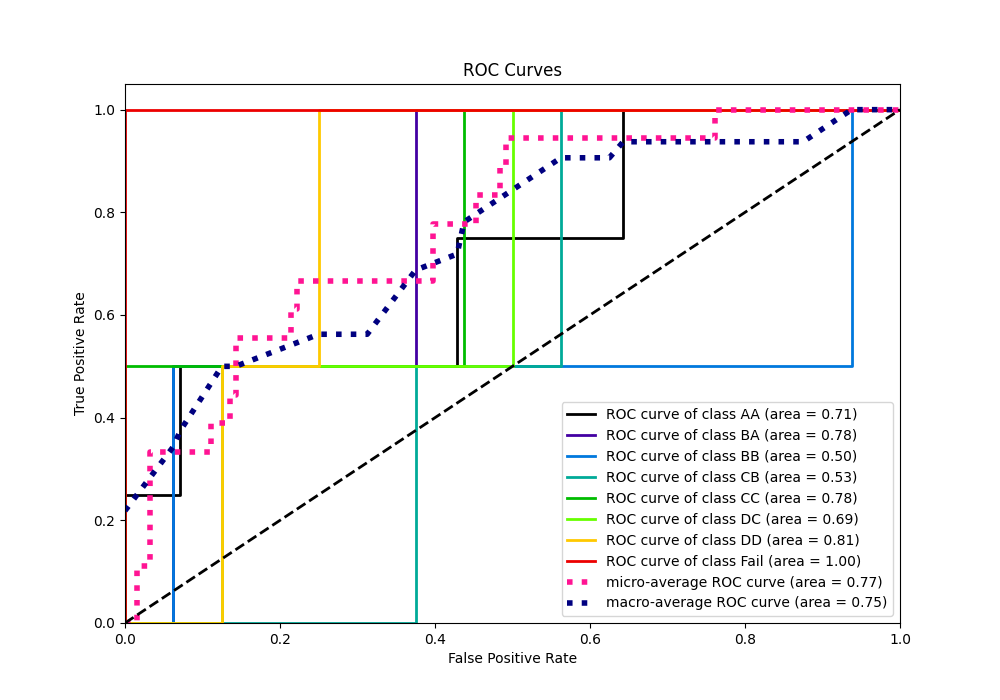 ROC Curves
True Positive Rate
1.0
0.8
0.6
0.4
0.2
0.0
ROC curve of class AA (area = 0.71)
ROC curve of class BA (area = 0.78)
ROC curve of class BB (area = 0.50)
ROC curve of class CB (area = 0.53)
ROC curve of class CC (area = 0.78)
ROC curve of class DC (area = 0.69)
ROC curve of class DD (area = 0.81)
ROC curve of class Fail (area = 1.00)
micro-average ROC curve (area = 0.77)
macro-average ROC curve (area = 0.75)
0.0 0.2 0.4 0.6 0.8 1.0
False Positive Rate